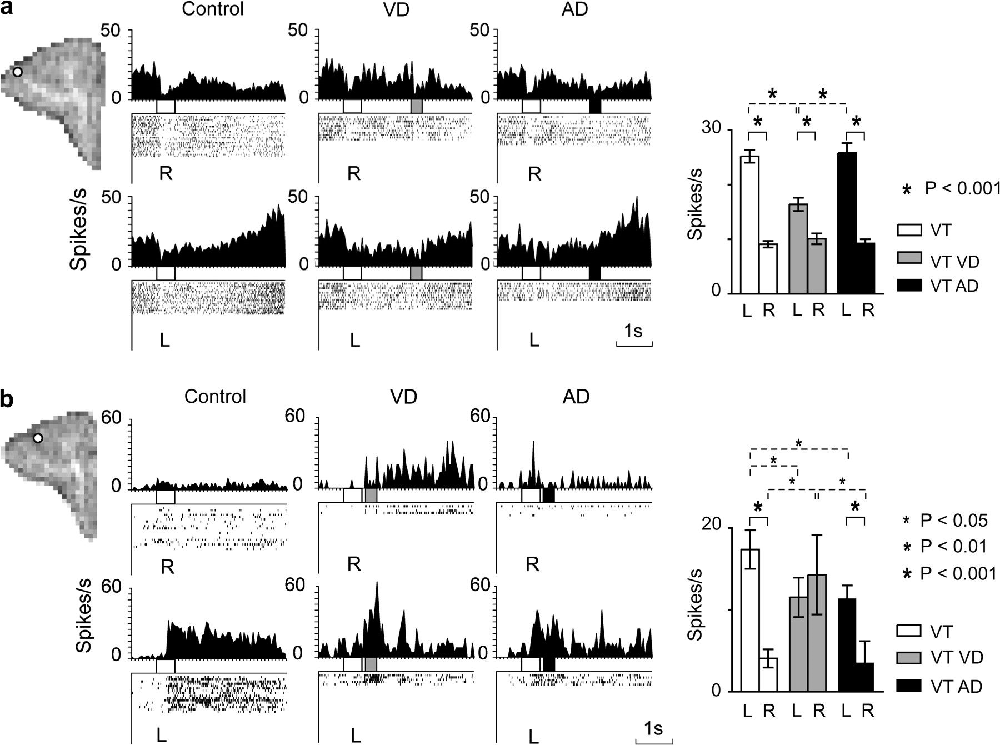 a
Control VD AD
50 50 50
0 0 0
R R R
Spikes/s
50 50 50
0 0 0
L L L
1s
* *
* * *
30
Spikes/s
0
L R L R L R
* P < 0.001
VT
VT VD
VT AD
b
Control VD AD
60 60 60
0 0 0
R R R
Spikes/s
60 60 60
0 0 0
L L L
1s
*
*
* *
* *
20
Spikes/s
0
L R L R L R
* P < 0.05
* P < 0.01
* P < 0.001
VT
VT VD
VT AD